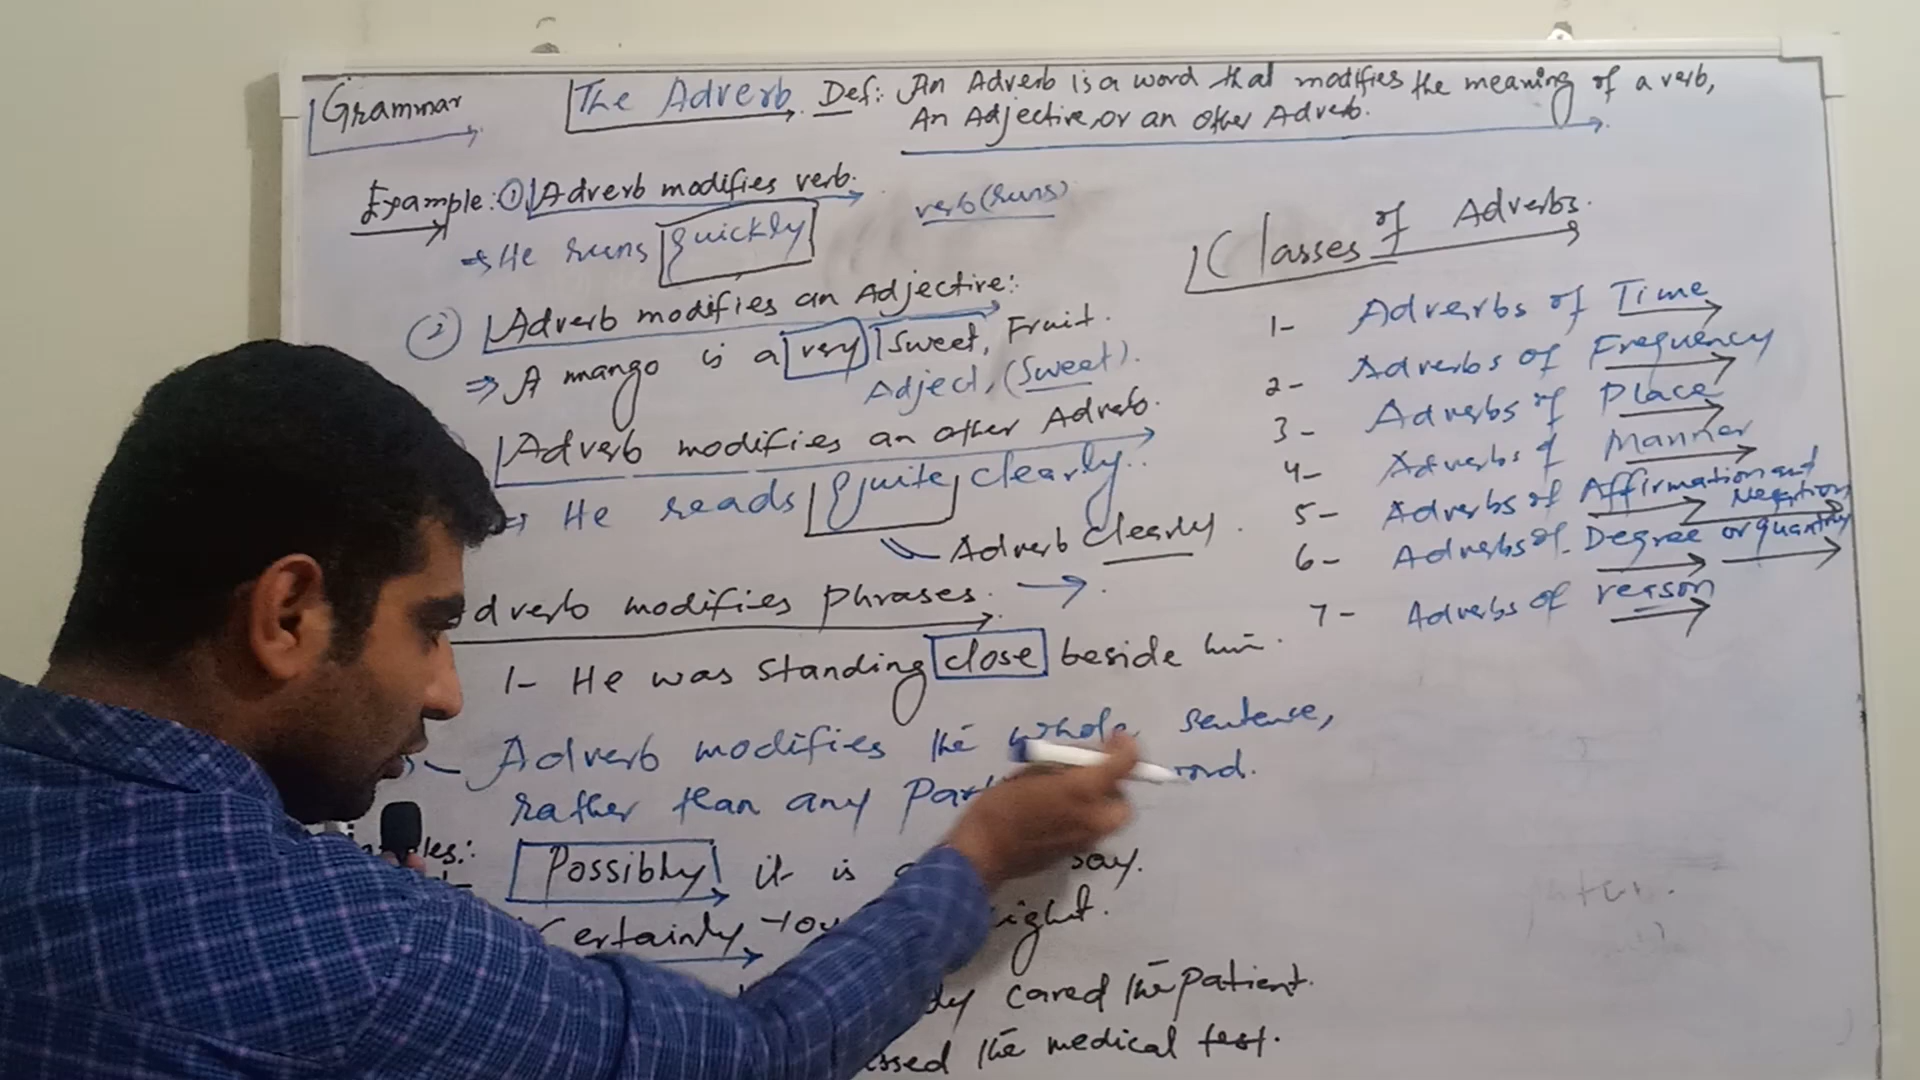 Grammar
The Adverb. Def: An Adverb is a word that modifies the meaning of a verb,
An Adjective, or an other Adverb.
Example: ① Adverb modifies verb.
⇒ He runs quickly
verb (runs)
② Adverb modifies an Adjective:
⇒ A mango is a very sweet, Fruit.
Adject, (Sweet).
Adverb modifies an other Adverb.
⇒ He reads quite clearly..
Adverb clearly.
Adverb modifies phrases. →.
1- He was standing close beside him.
- Adverb modifies the whole sentence,
rather than any
Possibly it is say.
Certainly
cared the patient.
the medical test.
Classes of Adverbs.
1- Adverbs of Time
2- Adverbs of Frequency
3- Adverbs of Place
4- Adverbs of Manner
5- Adverbs of Affirmation and Negation
6- Adverbs of. Degree or quantity
7- Adverbs of reason